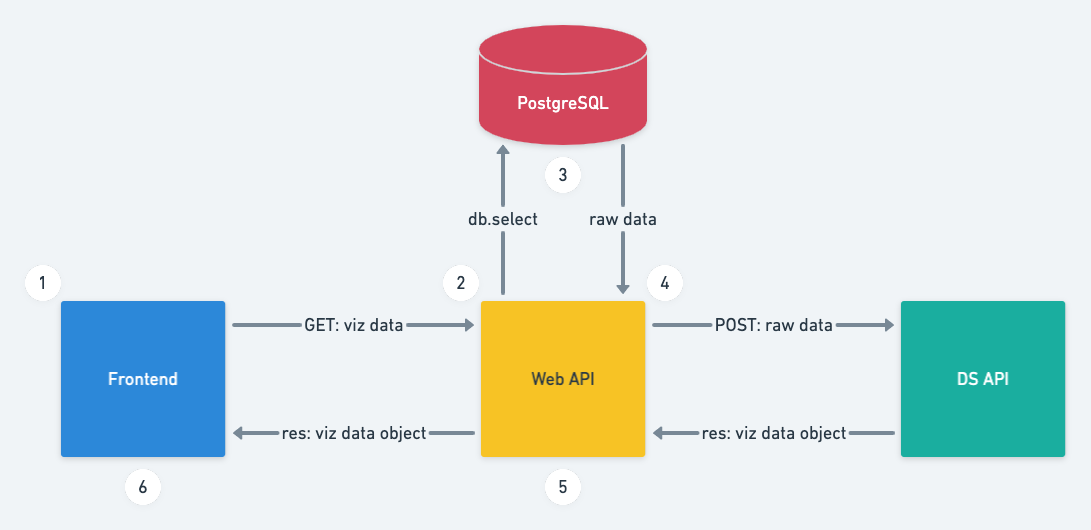 PostgreSQL
3
db.select
raw data
1
2
4
GET: viz data
POST: raw data
Frontend
Web API
DS API
res: viz data object
res: viz data object
6
5